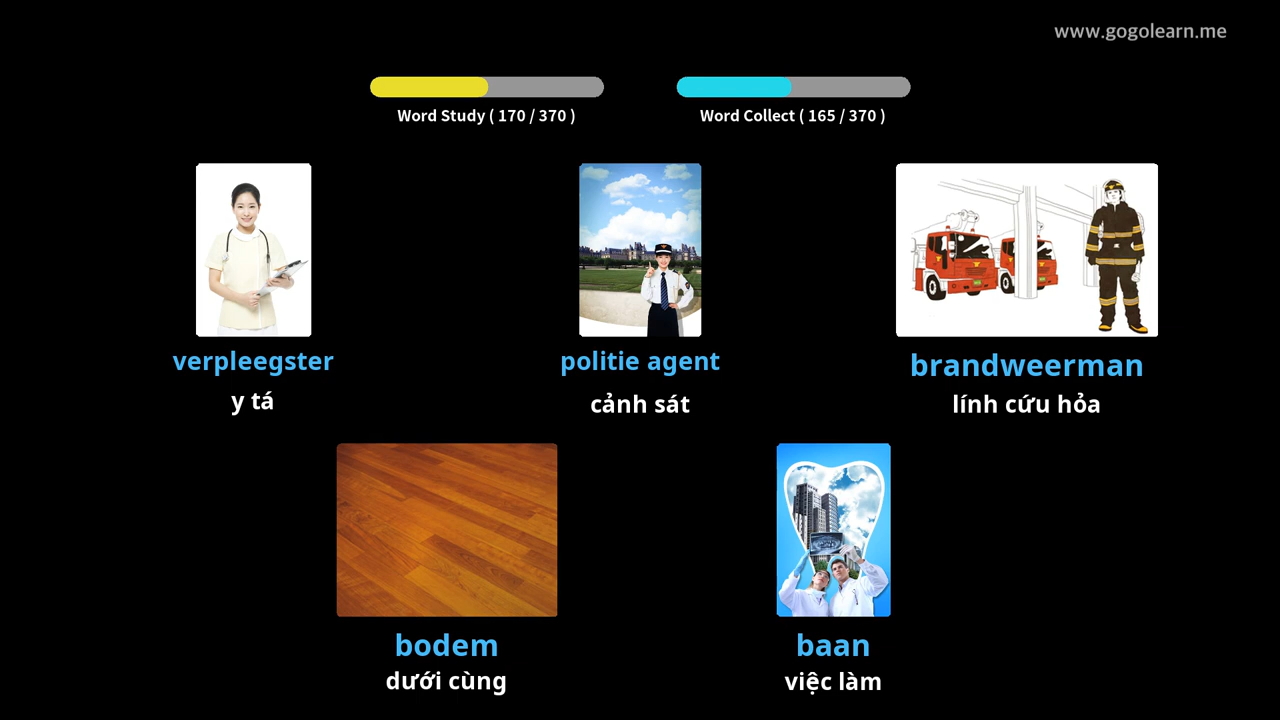 www.gogolearn.me
Word Study ( 170 / 370 )
Word Collect ( 165 / 370 )
verpleegster
y tá
politie agent
cảnh sát
brandweerman
lính cứu hỏa
bodem
dưới cùng
baan
việc làm